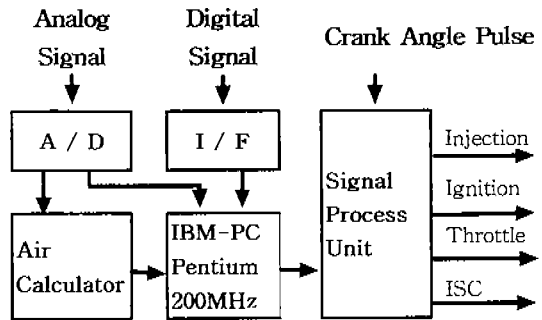 Analog
Signal
Digital
Signal
Crank Angle Pulse
A / D
I / F
Air
Calculator
IBM-PC
Pentium
200MHz
Signal
Process
Unit
Injection
Ignition
Throttle
ISC